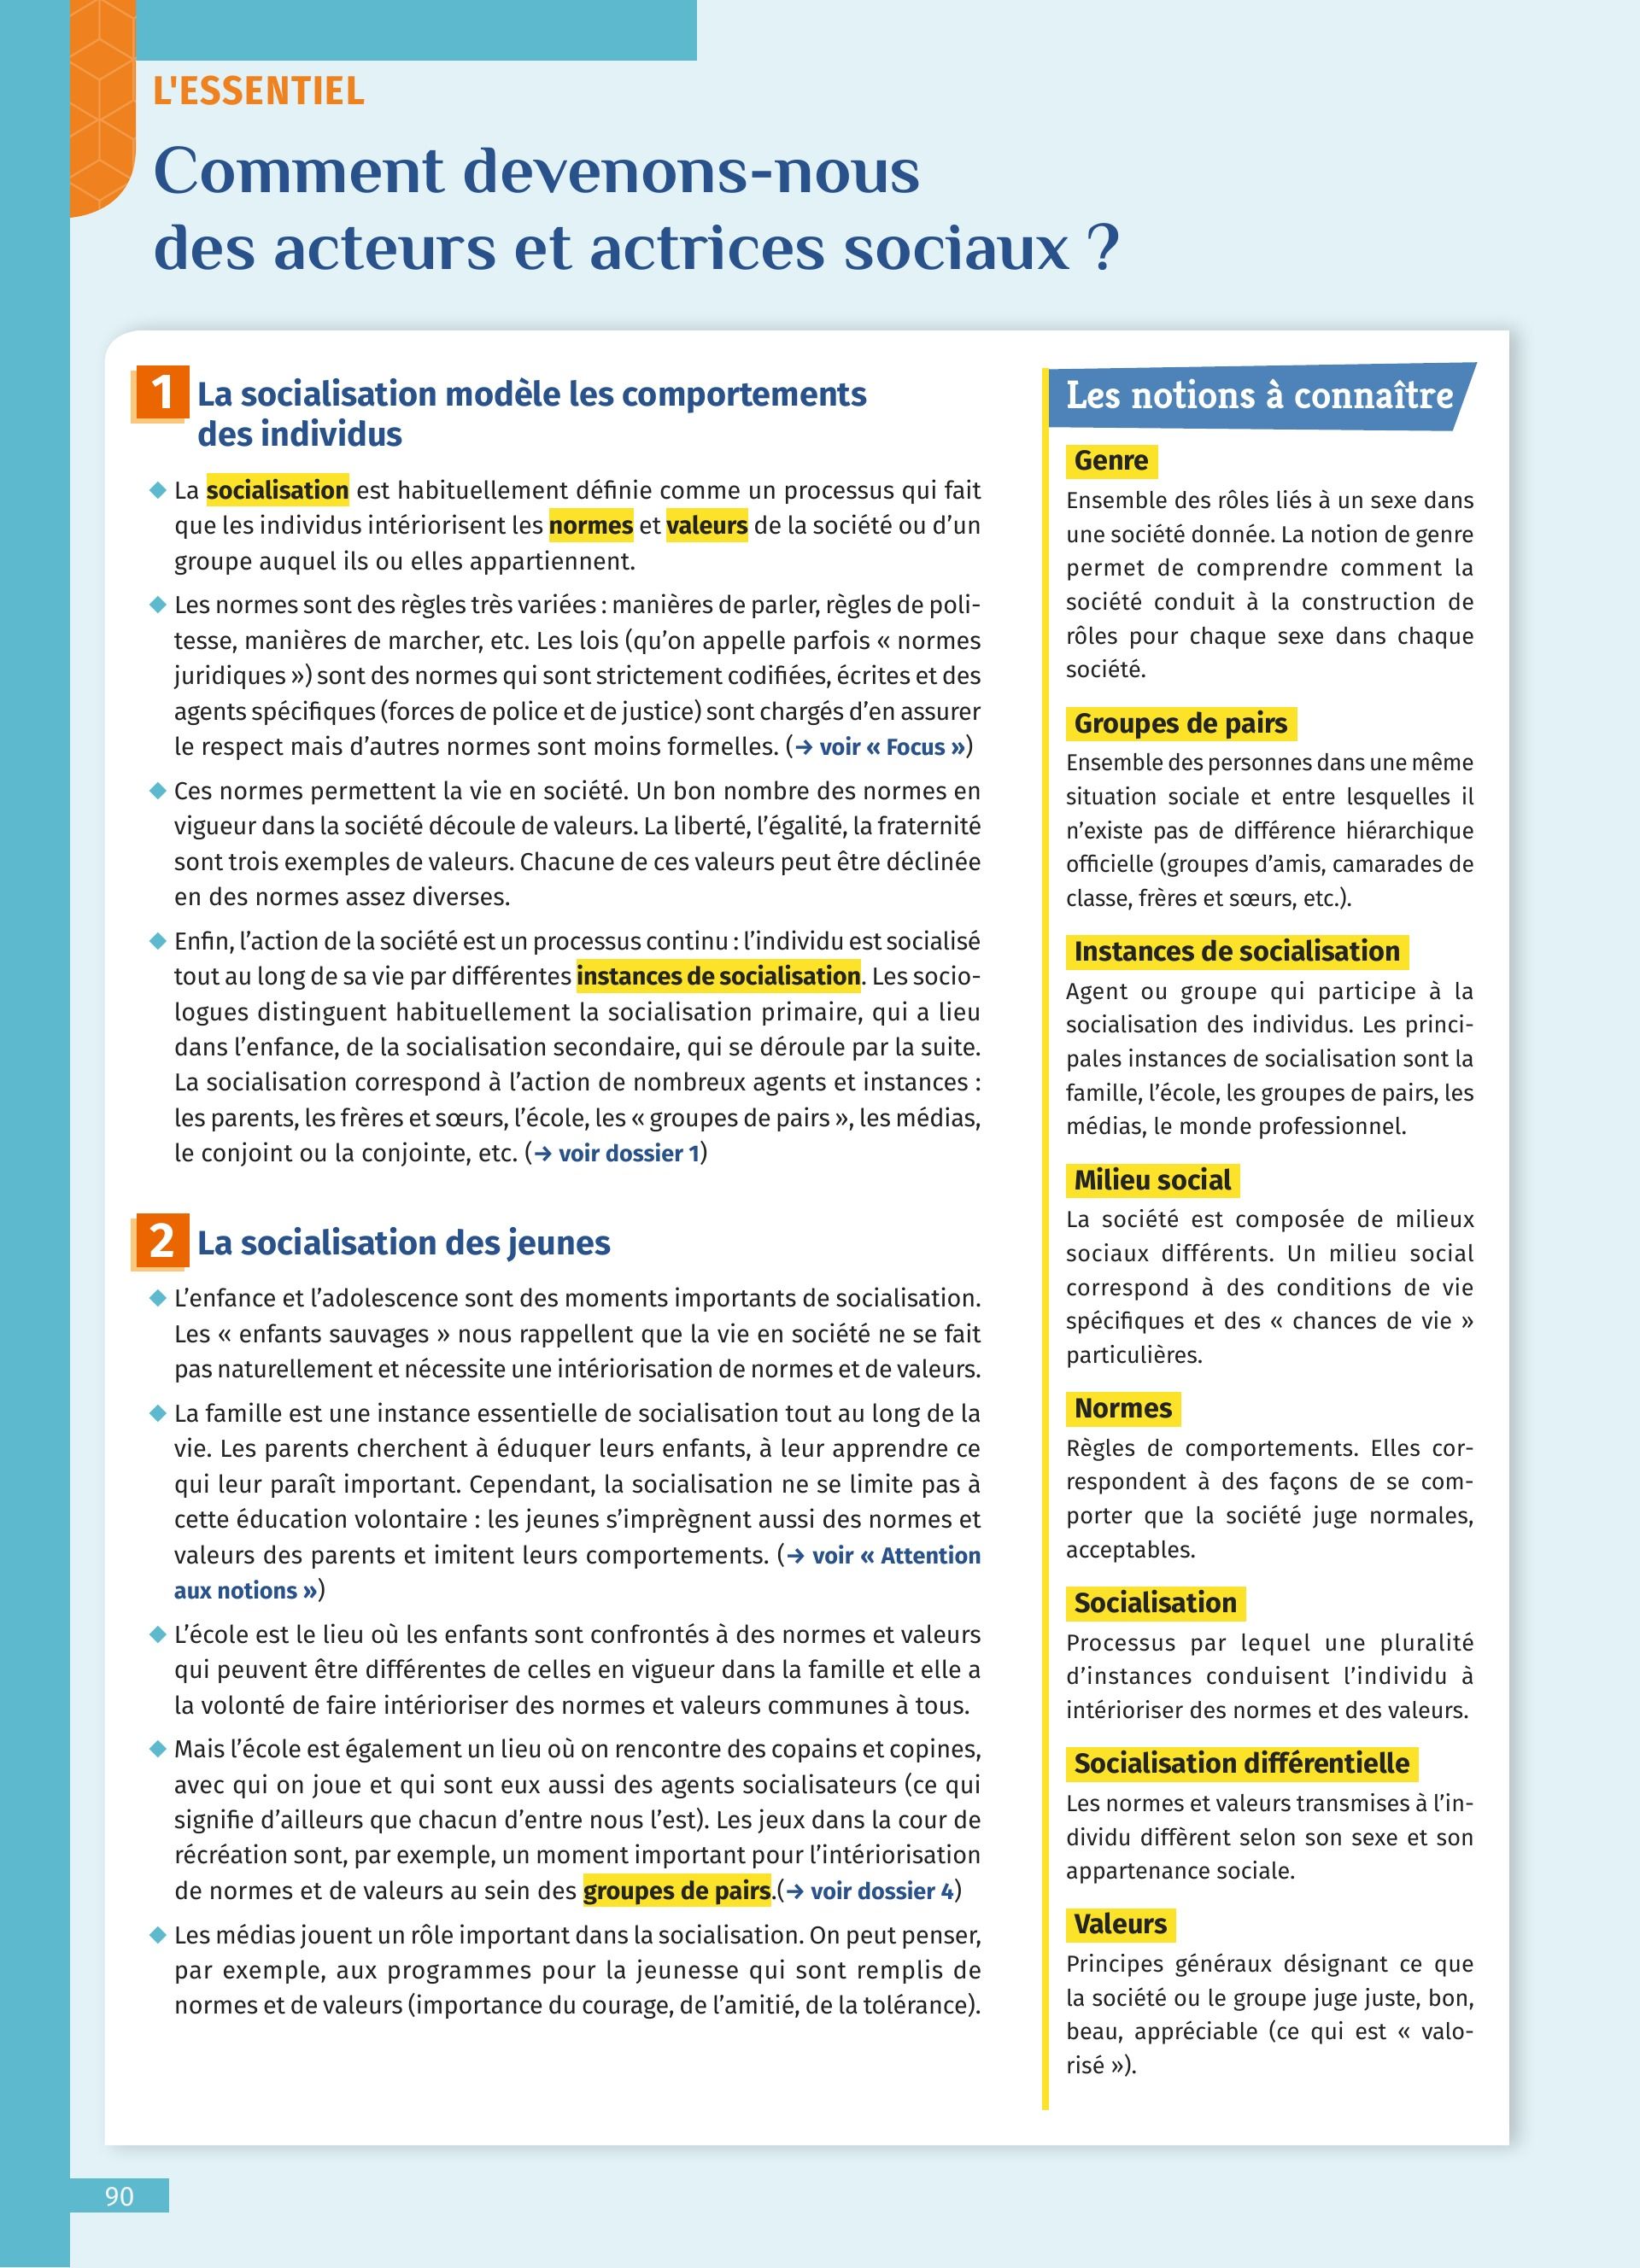 L'ESSENTIEL
Comment devenons-nous
des acteurs et actrices sociaux ?
1 La socialisation modèle les comportements
des individus
◆ La socialisation est habituellement définie comme un processus qui fait
que les individus intériorisent les normes et valeurs de la société ou d’un
groupe auquel ils ou elles appartiennent.
◆ Les normes sont des règles très variées : manières de parler, règles de poli-
tesse, manières de marcher, etc. Les lois (qu’on appelle parfois « normes
juridiques ») sont des normes qui sont strictement codifiées, écrites et des
agents spécifiques (forces de police et de justice) sont chargés d’en assurer
le respect mais d’autres normes sont moins formelles. (→ voir « Focus »)
◆ Ces normes permettent la vie en société. Un bon nombre des normes en
vigueur dans la société découle de valeurs. La liberté, l’égalité, la fraternité
sont trois exemples de valeurs. Chacune de ces valeurs peut être déclinée
en des normes assez diverses.
◆ Enfin, l’action de la société est un processus continu : l’individu est socialisé
tout au long de sa vie par différentes instances de socialisation. Les socio-
logues distinguent habituellement la socialisation primaire, qui a lieu
dans l’enfance, de la socialisation secondaire, qui se déroule par la suite.
La socialisation correspond à l’action de nombreux agents et instances :
les parents, les frères et sœurs, l’école, les « groupes de pairs », les médias,
le conjoint ou la conjointe, etc. (→ voir dossier 1)
2 La socialisation des jeunes
◆ L’enfance et l’adolescence sont des moments importants de socialisation.
Les « enfants sauvages » nous rappellent que la vie en société ne se fait
pas naturellement et nécessite une intériorisation de normes et de valeurs.
◆ La famille est une instance essentielle de socialisation tout au long de la
vie. Les parents cherchent à éduquer leurs enfants, à leur apprendre ce
qui leur paraît important. Cependant, la socialisation ne se limite pas à
cette éducation volontaire : les jeunes s’imprègnent aussi des normes et
valeurs des parents et imitent leurs comportements. (→ voir « Attention
aux notions »)
◆ L’école est le lieu où les enfants sont confrontés à des normes et valeurs
qui peuvent être différentes de celles en vigueur dans la famille et elle a
la volonté de faire intérioriser des normes et valeurs communes à tous.
◆ Mais l’école est également un lieu où on rencontre des copains et copines,
avec qui on joue et qui sont eux aussi des agents socialisateurs (ce qui
signifie d’ailleurs que chacun d’entre nous l’est). Les jeux dans la cour de
récréation sont, par exemple, un moment important pour l’intériorisation
de normes et de valeurs au sein des groupes de pairs.(→ voir dossier 4)
◆ Les médias jouent un rôle important dans la socialisation. On peut penser,
par exemple, aux programmes pour la jeunesse qui sont remplis de
normes et de valeurs (importance du courage, de l’amitié, de la tolérance).
Les notions à connaître
Genre
Ensemble des rôles liés à un sexe dans
une société donnée. La notion de genre
permet de comprendre comment la
société conduit à la construction de
rôles pour chaque sexe dans chaque
société.
Groupes de pairs
Ensemble des personnes dans une même
situation sociale et entre lesquelles il
n’existe pas de différence hiérarchique
officielle (groupes d’amis, camarades de
classe, frères et sœurs, etc.).
Instances de socialisation
Agent ou groupe qui participe à la
socialisation des individus. Les princi-
pales instances de socialisation sont la
famille, l’école, les groupes de pairs, les
médias, le monde professionnel.
Milieu social
La société est composée de milieux
sociaux différents. Un milieu social
correspond à des conditions de vie
spécifiques et des « chances de vie »
particulières.
Normes
Règles de comportements. Elles cor-
respondent à des façons de se com-
porter que la société juge normales,
acceptables.
Socialisation
Processus par lequel une pluralité
d’instances conduisent l’individu à
intérioriser des normes et des valeurs.
Socialisation différentielle
Les normes et valeurs transmises à l’in-
dividu diffèrent selon son sexe et son
appartenance sociale.
Valeurs
Principes généraux désignant ce que
la société ou le groupe juge juste, bon,
beau, appréciable (ce qui est « valo-
risé »).
90